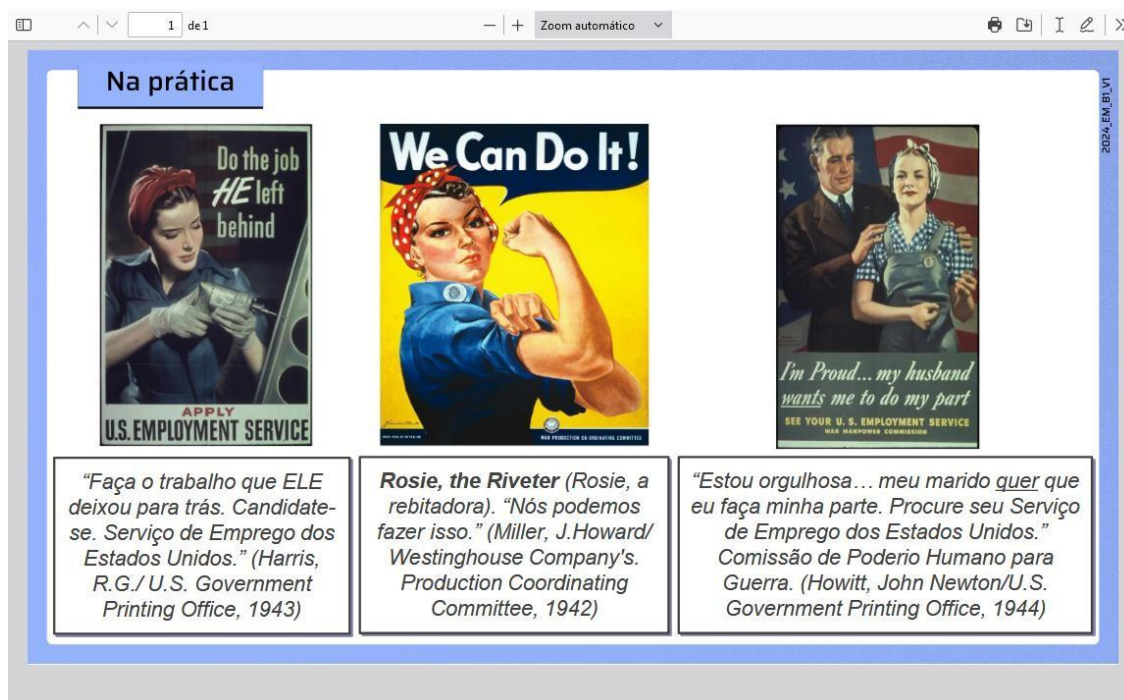 1 de 1
Zoom automático
Na prática
2024_EM_B1_V1
Do the job
HE left
behind
APPLY
U.S. EMPLOYMENT SERVICE
We Can Do It!
WAR PRODUCTION CO-ORDINATING COMMITTEE
I'm Proud... my husband
wants me to do my part
SEE YOUR U. S. EMPLOYMENT SERVICE
WAR MANPOWER COMMISSION
“Faça o trabalho que ELE
deixou para trás. Candidate-
se. Serviço de Emprego dos
Estados Unidos.” (Harris,
R.G./ U.S. Government
Printing Office, 1943)
Rosie, the Riveter (Rosie, a
rebitadora). “Nós podemos
fazer isso.” (Miller, J.Howard/
Westinghouse Company's.
Production Coordinating
Committee, 1942)
“Estou orgulhosa… meu marido quer que
eu faça minha parte. Procure seu Serviço
de Emprego dos Estados Unidos.”
Comissão de Poderio Humano para
Guerra. (Howitt, John Newton/U.S.
Government Printing Office, 1944)